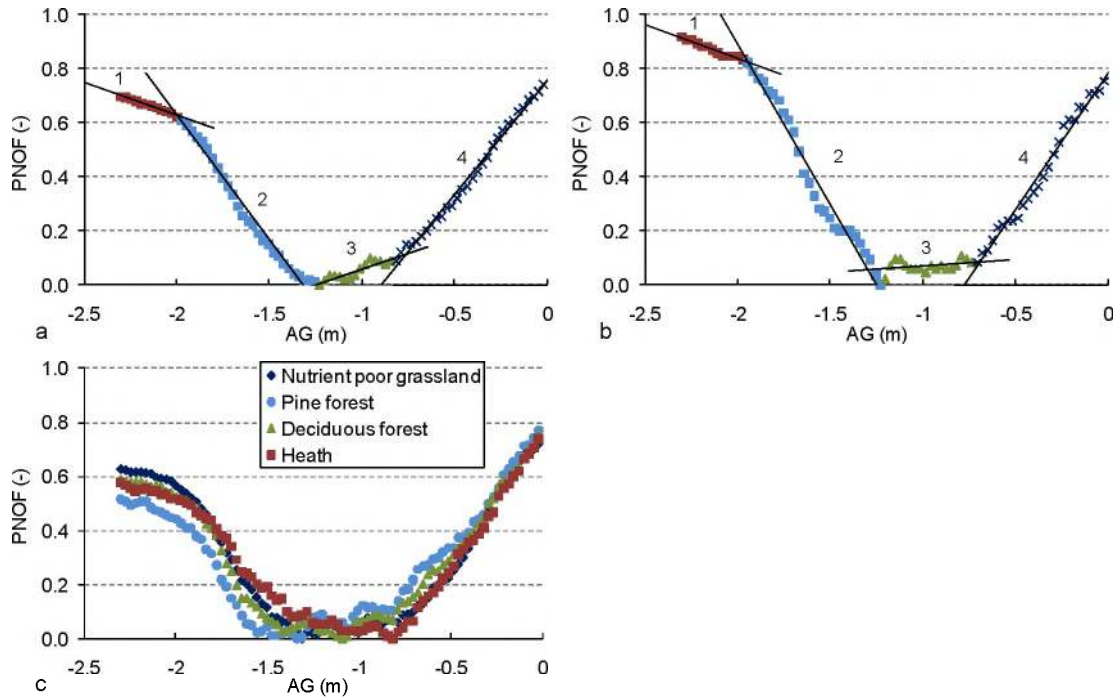 1.0
0.8
0.6
0.4
0.2
0.0
PNOF (-)
1
2
3
4
-2.5 -2 -1.5 -1 -0.5 0
a AG (m)
1.0
0.8
0.6
0.4
0.2
0.0
PNOF (-)
1
2
3
4
-2.5 -2 -1.5 -1 -0.5 0
b AG (m)
1.0
0.8
0.6
0.4
0.2
0.0
PNOF (-)
Nutrient poor grassland
Pine forest
Deciduous forest
Heath
-2.5 -2 -1.5 -1 -0.5 0
c AG (m)